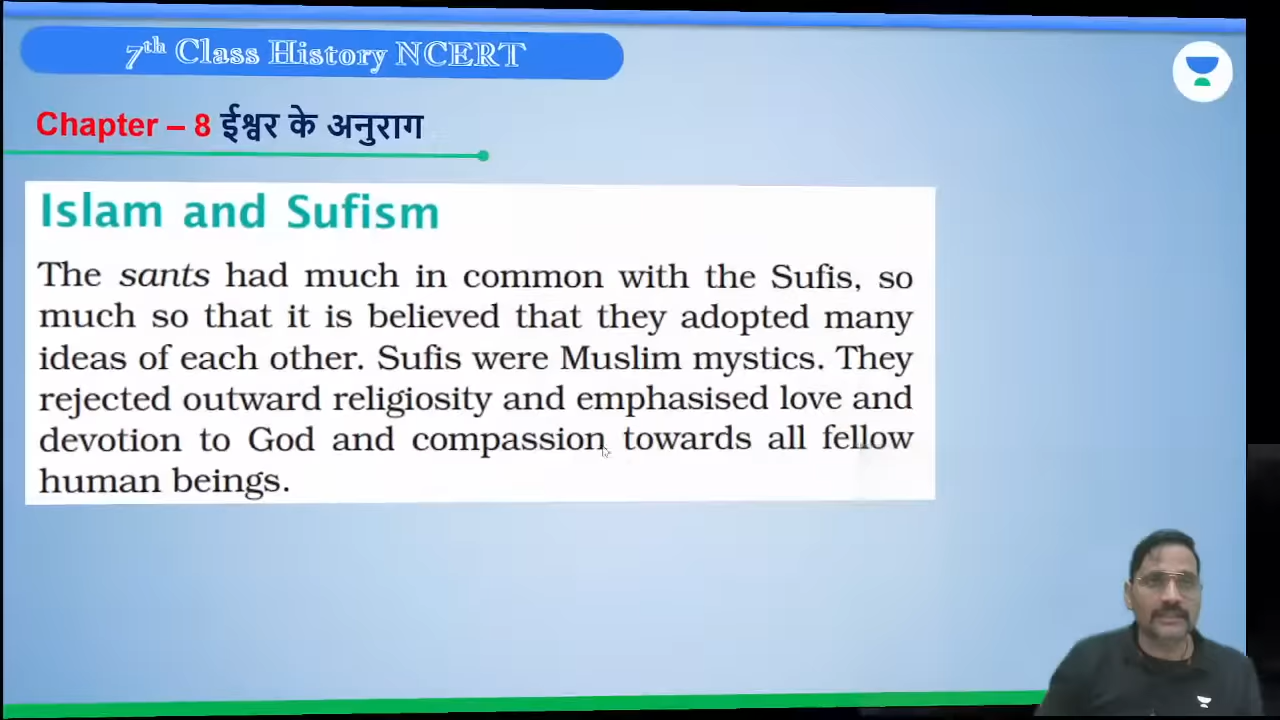 7th Class History NCERT
Chapter – 8 ईश्वर के अनुराग
Islam and Sufism
The sants had much in common with the Sufis, so
much so that it is believed that they adopted many
ideas of each other. Sufis were Muslim mystics. They
rejected outward religiosity and emphasised love and
devotion to God and compassion towards all fellow
human beings.